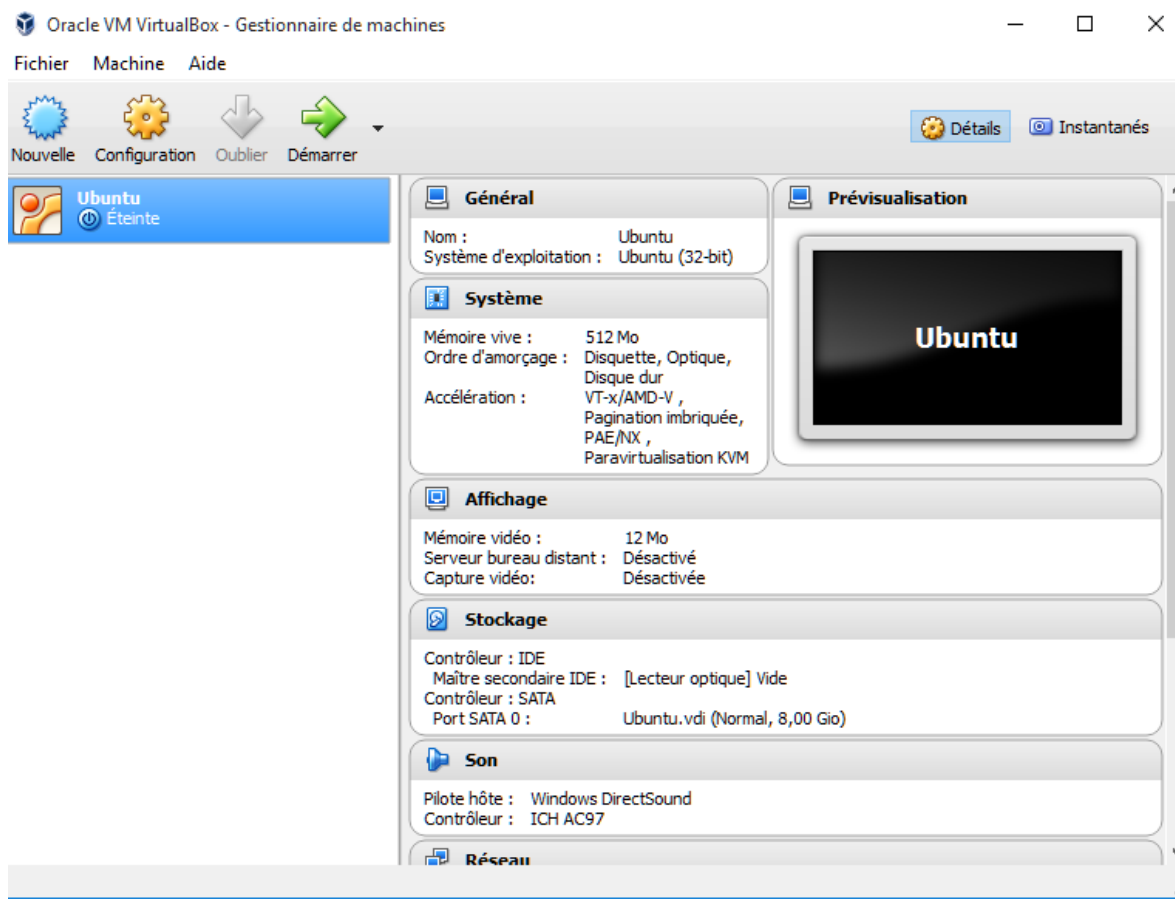 Oracle VM VirtualBox - Gestionnaire de machines
Fichier Machine Aide
Nouvelle Configuration Oublier Démarrer
Détails Instantanés
Ubuntu
Éteinte
Général
Nom : Ubuntu
Système d'exploitation : Ubuntu (32-bit)
Système
Mémoire vive : 512 Mo
Ordre d'amorçage : Disquette, Optique,
Disque dur
Accélération : VT-x/AMD-V ,
Pagination imbriquée,
PAE/NX ,
Paravirtualisation KVM
Prévisualisation
Ubuntu
Affichage
Mémoire vidéo : 12 Mo
Serveur bureau distant : Désactivé
Capture vidéo: Désactivée
Stockage
Contrôleur : IDE
Maître secondaire IDE : [Lecteur optique] Vide
Contrôleur : SATA
Port SATA 0 : Ubuntu.vdi (Normal, 8,00 Gio)
Son
Pilote hôte : Windows DirectSound
Contrôleur : ICH AC97
Réseau